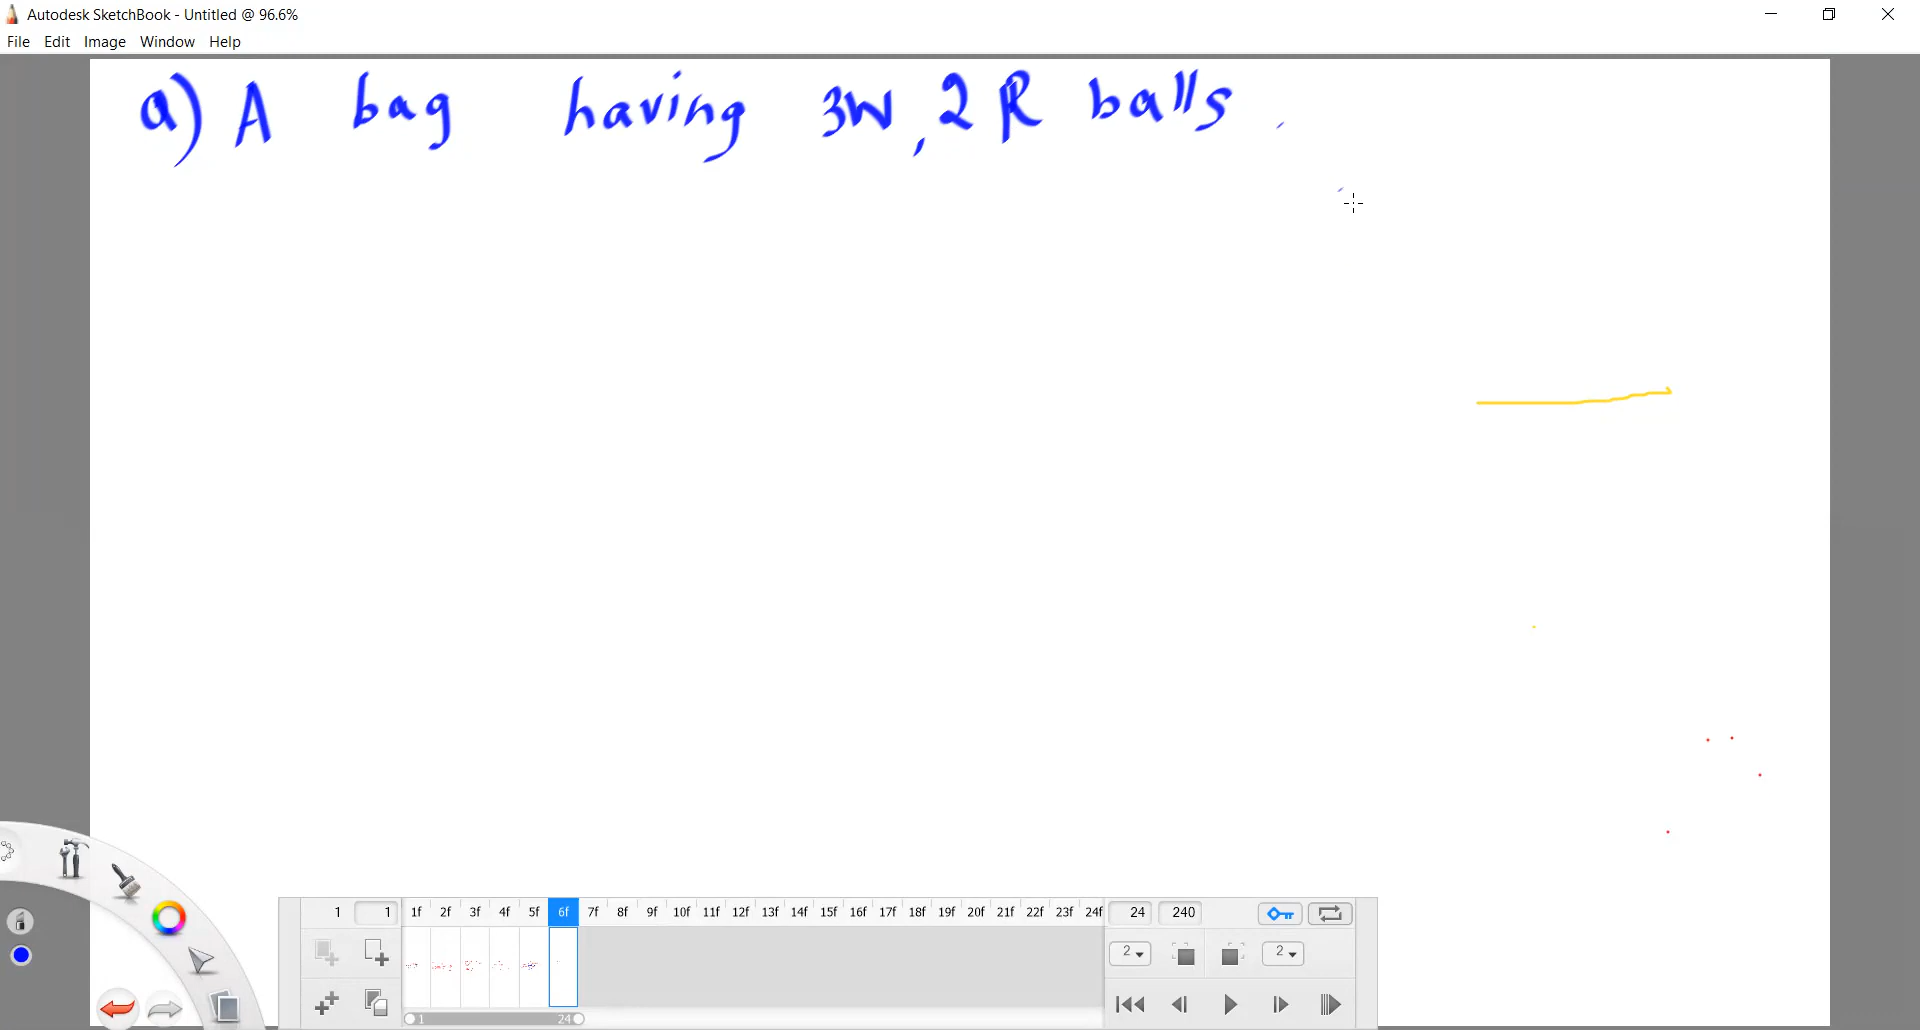 Autodesk SketchBook - Untitled @ 96.6%
File Edit Image Window Help
a) A bag having 3W, 2 R balls.
1 1 1f 2f 3f 4f 5f 6f 7f 8f 9f 10f 11f 12f 13f 14f 15f 16f 17f 18f 19f 20f 21f 22f 23f 24f 24 240
2 2
1 24